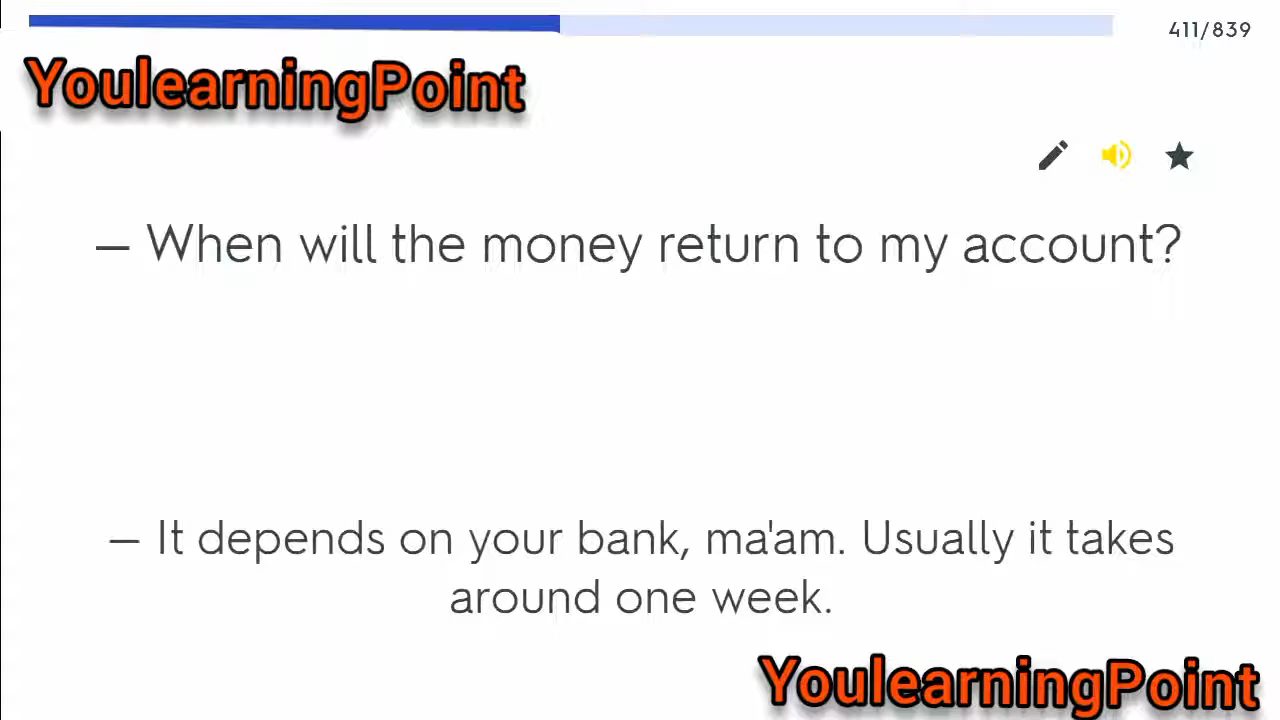 411/839
YoulearningPoint
– When will the money return to my account?
– It depends on your bank, ma'am. Usually it takes
around one week.
YoulearningPoint